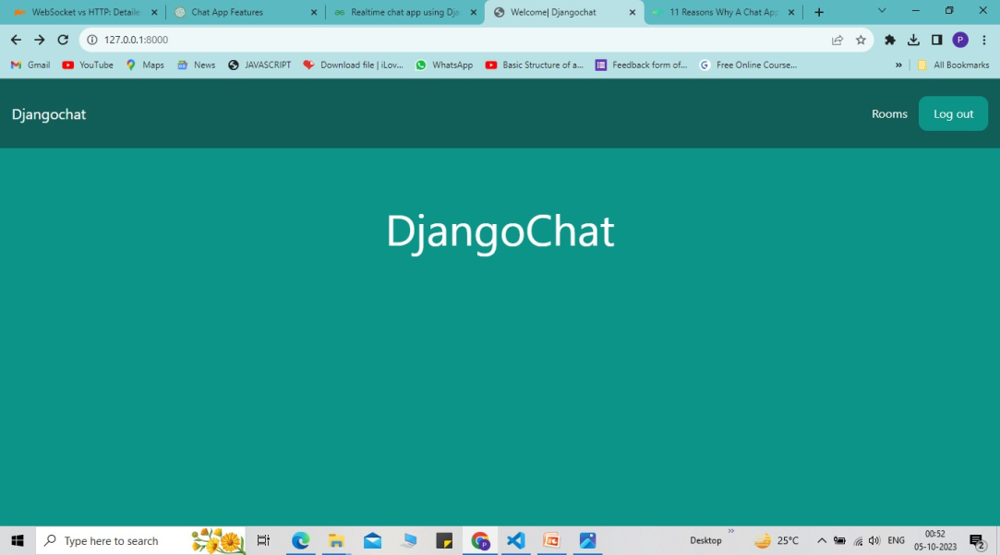 WebSocket vs HTTP: Detaile
Chat App Features
Realtime chat app using Dja
Welcome| Djangochat
11 Reasons Why A Chat App
127.0.0.1:8000
P
Gmail
YouTube
Maps
News
JAVASCRIPT
Download file | iLov...
WhatsApp
Basic Structure of a...
Feedback form of...
Free Online Course...
»
All Bookmarks
Djangochat
Rooms
Log out
DjangoChat
Type here to search
Desktop
»
25°C
ENG
00:52
05-10-2023
2